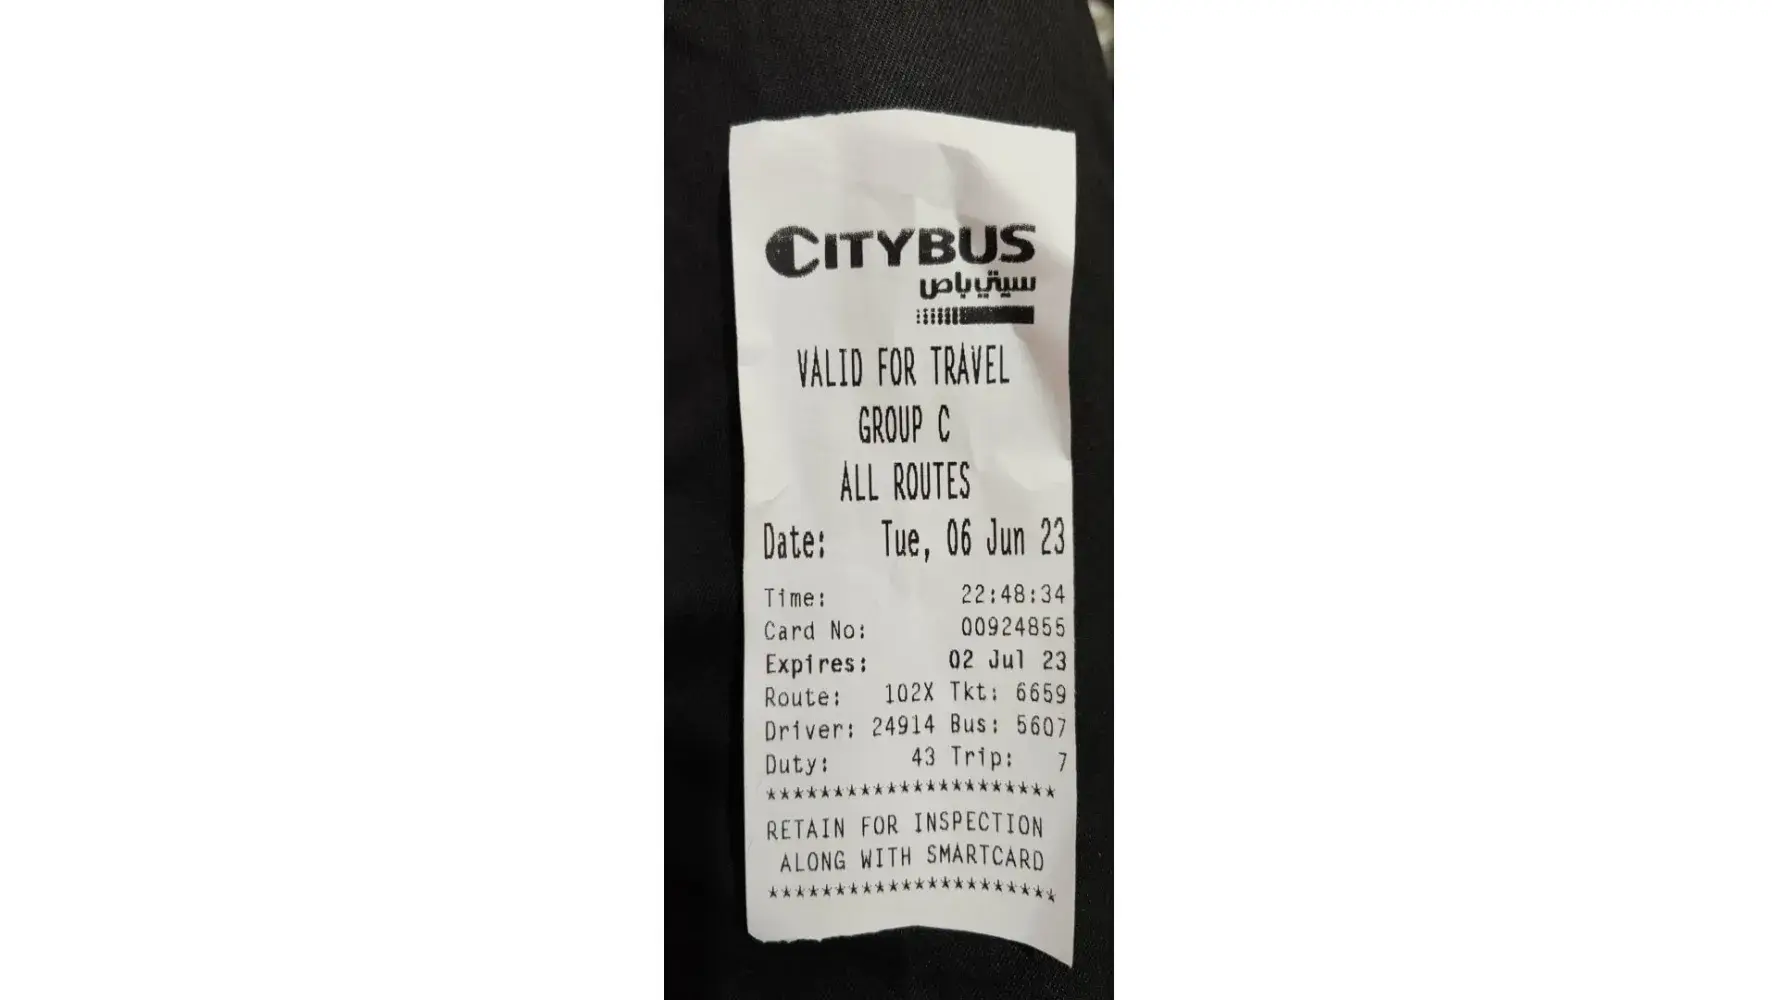 CITYBUS
سيتي باص
VALID FOR TRAVEL
GROUP C
ALL ROUTES
Date: Tue, 06 Jun 23
Time: 22:48:34
Card No: 00924855
Expires: 02 Jul 23
Route: 102X Tkt: 6659
Driver: 24914 Bus: 5607
Duty: 43 Trip: 7
**********************
RETAIN FOR INSPECTION
ALONG WITH SMARTCARD
**********************